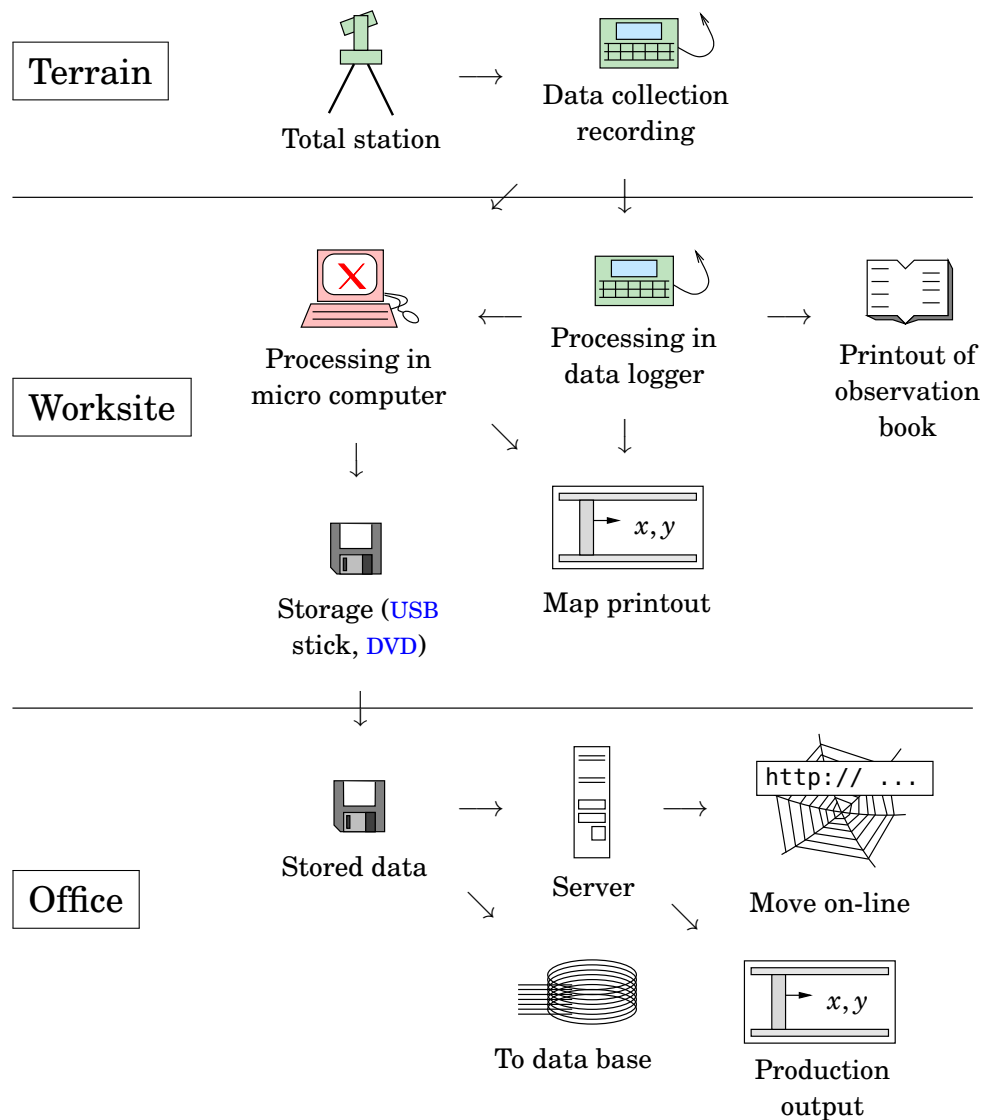 Terrain
Total station
Data collection
recording
Worksite
X
Processing in
micro computer
Processing in
data logger
Printout of
observation
book
x, y
Storage (USB
stick, DVD)
Map printout
Office
http:// ...
Stored data
Server
Move on-line
To data base
x, y
Production
output